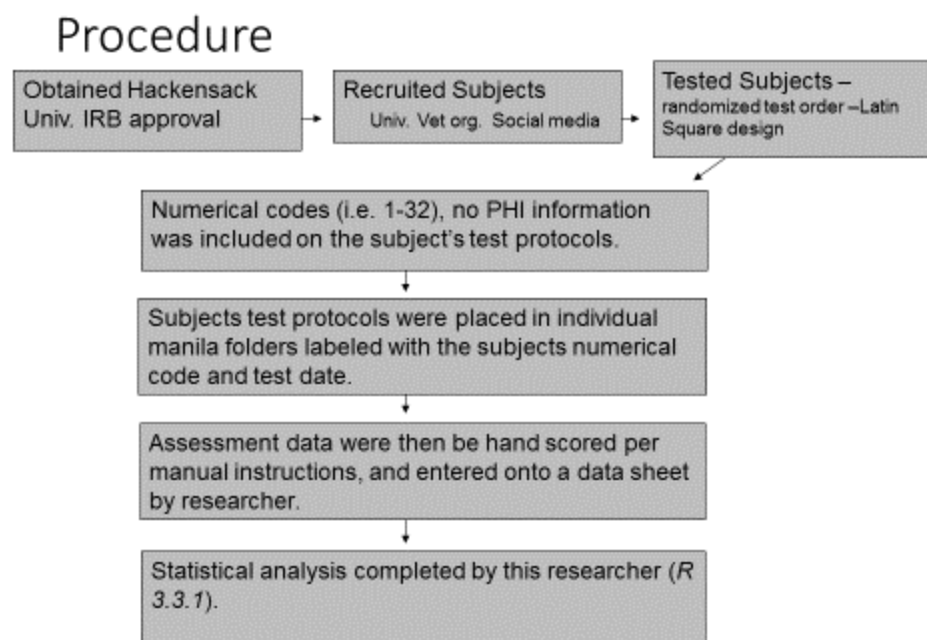 Procedure
Obtained Hackensack
Univ. IRB approval
Recruited Subjects
Univ. Vet org. Social media
Tested Subjects –
randomized test order –Latin
Square design
Numerical codes (i.e. 1-32), no PHI information
was included on the subject's test protocols.
Subjects test protocols were placed in individual
manila folders labeled with the subjects numerical
code and test date.
Assessment data were then be hand scored per
manual instructions, and entered onto a data sheet
by researcher.
Statistical analysis completed by this researcher (R
3.3.1).